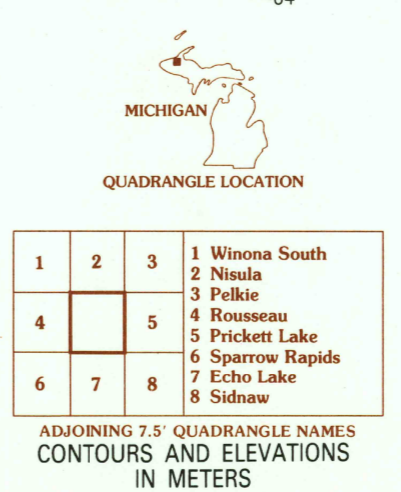 MICHIGAN
QUADRANGLE LOCATION
1 2 3
4 5
6 7 8
1 Winona South
2 Nisula
3 Pelkie
4 Rousseau
5 Prickett Lake
6 Sparrow Rapids
7 Echo Lake
8 Sidnaw
ADJOINING 7.5' QUADRANGLE NAMES
CONTOURS AND ELEVATIONS
IN METERS